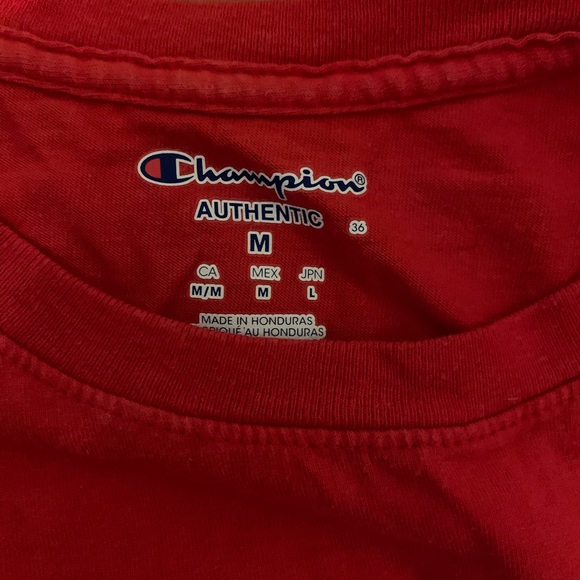 Champion®
AUTHENTIC
36
M
CA MEX JPN
M/M M L
MADE IN HONDURAS
AU HONDURAS